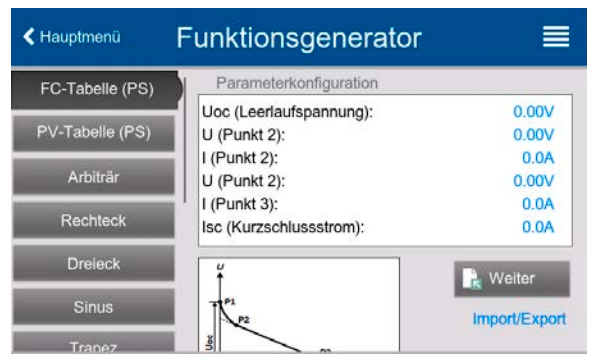 Hauptmenü
Funktionsgenerator
FC-Tabelle (PS)
PV-Tabelle (PS)
Arbiträr
Rechteck
Dreieck
Sinus
Trapez
Parameterkonfiguration
Uoc (Leerlaufspannung): 0.00V
U (Punkt 2): 0.00V
I (Punkt 2): 0.0A
U (Punkt 2): 0.00V
I (Punkt 3): 0.0A
Isc (Kurzschlussstrom): 0.0A
U
P1
P2
Uoc
Weiter
Import/Export